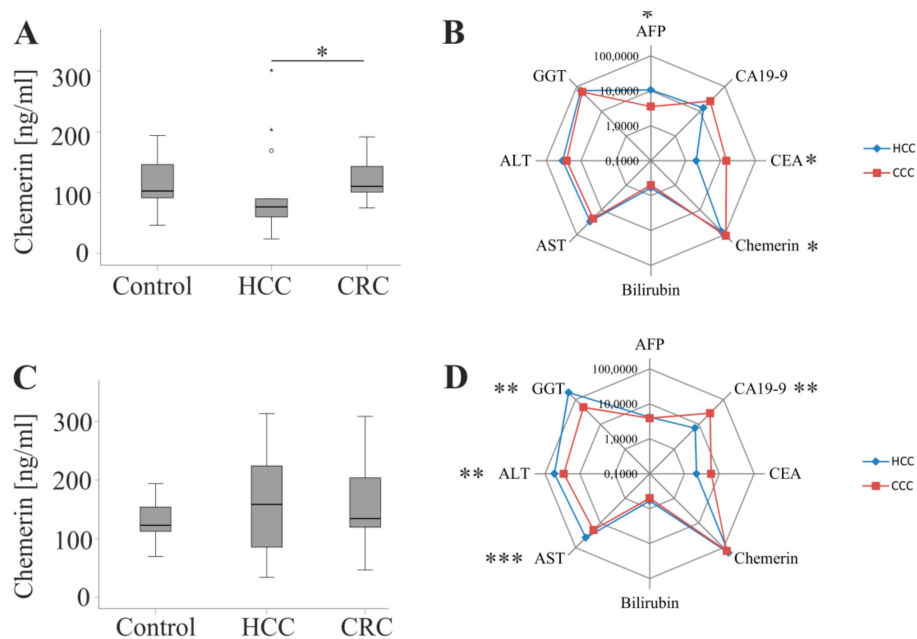 A
Chemerin [ng/ml]
300
200
100
0
*
*
*
Control HCC CRC
B
*
AFP
100,0000
10,0000
1,0000
0,1000
CA19-9
CEA *
Chemerin *
Bilirubin
AST
ALT
GGT
HCC
CCC
C
Chemerin [ng/ml]
300
200
100
0
Control HCC CRC
D
AFP
100,0000
10,0000
1,0000
0,1000
CA19-9 **
CEA
Chemerin
Bilirubin
*** AST
** ALT
** GGT
HCC
CCC